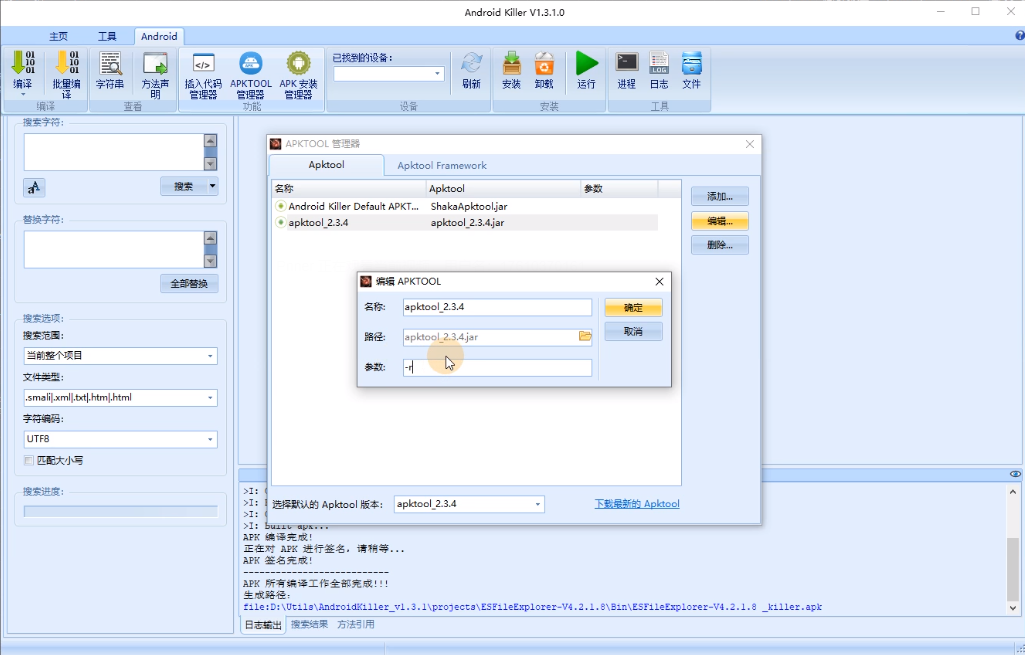 Android Killer V1.3.1.0
主页 工具 Android
编译 批量编译 字符串 方法声明 插入代码管理器 APKTOOL管理器 APK 安装管理器 已找到的设备: 刷新 安装 卸载 运行 进程 日志 文件
编译 查看 功能 设备 安装 工具
搜索字符:
搜索
替换字符:
全部替换
搜索选项:
搜索范围:
当前整个项目
文件类型:
.smali|.xml|.txt|.htm|.html
字符编码:
UTF8
匹配大小写
搜索进度:
APKTOOL 管理器
Apktool Apktool Framework
名称 Apktool 参数
Android Killer Default APKT... ShakaApktool.jar
apktool_2.3.4 apktool_2.3.4.jar
添加...
编辑...
删除...
编辑 APKTOOL
名称: apktool_2.3.4 确定
路径: apktool_2.3.4.jar 取消
参数: -r
选择默认的 Apktool 版本: apktool_2.3.4 下载最新的 Apktool
>I:
>I:
>I:
>I: Built apk...
APK 编译完成!
正在对 APK 进行签名，请稍等...
APK 签名完成!
--------------------------
APK 所有编译工作全部完成!!!
生成路径:
file:D:\Utils\AndroidKiller_v1.3.1\projects\ESFileExplorer-V4.2.1.8\Bin\ESFileExplorer-V4.2.1.8 _killer.apk
日志输出 搜索结果 方法引用